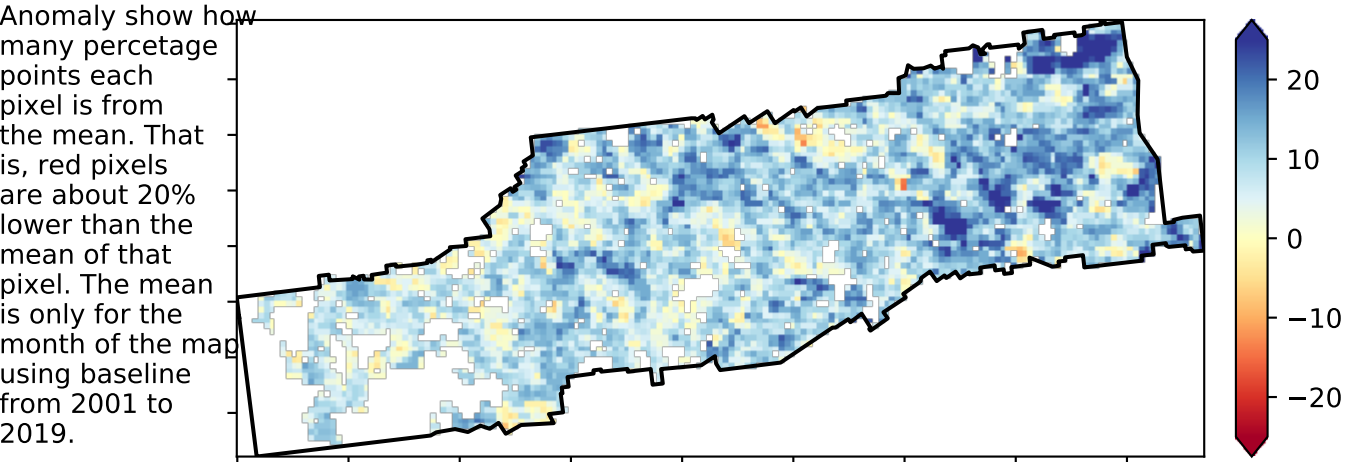 Anomaly show how
many percetage
points each
pixel is from
the mean. That
is, red pixels
are about 20%
lower than the
mean of that
pixel. The mean
is only for the
month of the map
using baseline
from 2001 to
2019.
20
10
0
−10
−20